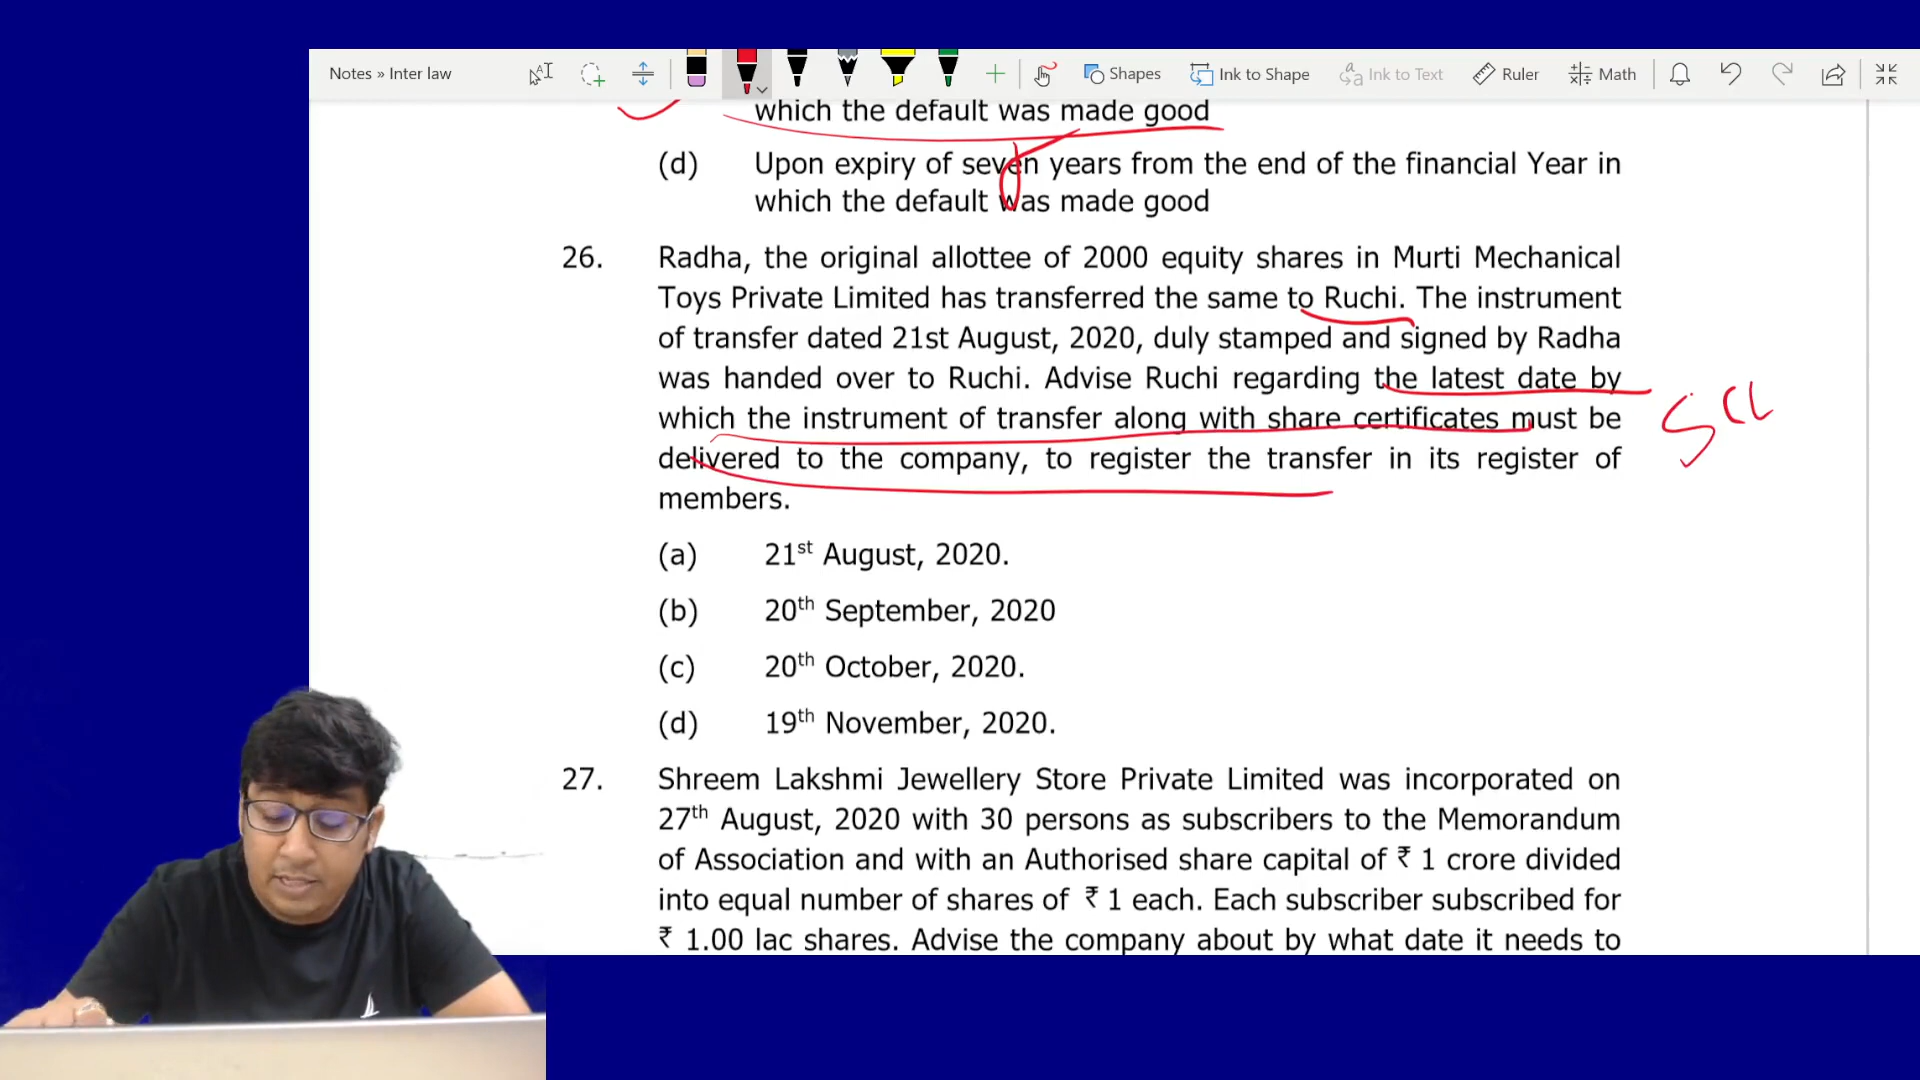 Notes » Inter law
Shapes
Ink to Shape
Ink to Text
Ruler
Math
which the default was made good
(d) Upon expiry of seven years from the end of the financial Year in
which the default was made good
26. Radha, the original allottee of 2000 equity shares in Murti Mechanical
Toys Private Limited has transferred the same to Ruchi. The instrument
of transfer dated 21st August, 2020, duly stamped and signed by Radha
was handed over to Ruchi. Advise Ruchi regarding the latest date by
which the instrument of transfer along with share certificates must be
delivered to the company, to register the transfer in its register of
members.
(a) 21st August, 2020.
(b) 20th September, 2020
(c) 20th October, 2020.
(d) 19th November, 2020.
27. Shreem Lakshmi Jewellery Store Private Limited was incorporated on
27th August, 2020 with 30 persons as subscribers to the Memorandum
of Association and with an Authorised share capital of ₹ 1 crore divided
into equal number of shares of ₹ 1 each. Each subscriber subscribed for
₹ 1.00 lac shares. Advise the company about by what date it needs to